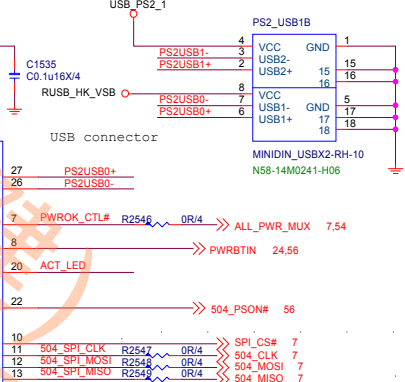 USB_PS2_1
PS2_USB1B
4 VCC GND 1
PS2USB1- 3 USB2-
PS2USB1+ 2 USB2+ 15 15
16 16
C1535
C0.1u16X/4
RUSB_HK_VSB 8 VCC
PS2USB0- 7 USB1- GND 5
PS2USB0+ 6 USB1+ 17 17
18 18
USB connector
MINIDIN_USBX2-RH-10
N58-14M0241-H06
27 PS2USB0+
26 PS2USB0-
7 PWROK_CTL# R2546 0R/4 ALL_PWR_MUX 7,54
8 PWRBTIN 24,56
20 ACT_LED
22 504_PSON# 56
10 SPI_CS# 7
11 504_SPI_CLK R2547 0R/4 504_CLK 7
12 504_SPI_MOSI R2548 0R/4 504_MOSI 7
13 504_SPI_MISO R2549 0R/4 504_MISO 7